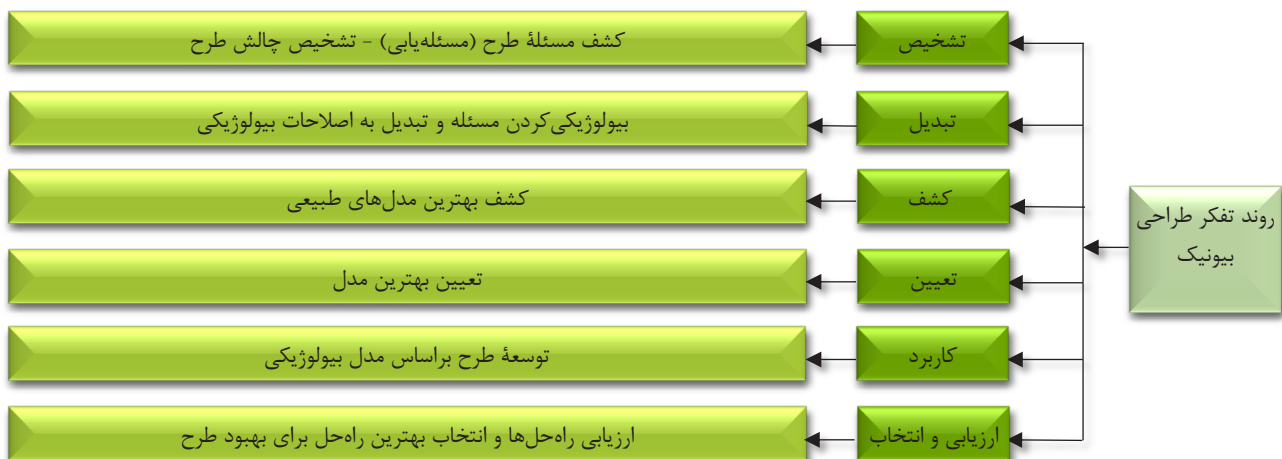 روند تفکر طراحی
بیونیک
تشخیص
کشف مسئلهٔ طرح (مسئله‌یابی) - تشخیص چالش طرح
تبدیل
بیولوژیکی‌کردن مسئله و تبدیل به اصلاحات بیولوژیکی
کشف
کشف بهترین مدل‌های طبیعی
تعیین
تعیین بهترین مدل
کاربرد
توسعهٔ طرح براساس مدل بیولوژیکی
ارزیابی و انتخاب
ارزیابی راه‌حل‌ها و انتخاب بهترین راه‌حل برای بهبود طرح